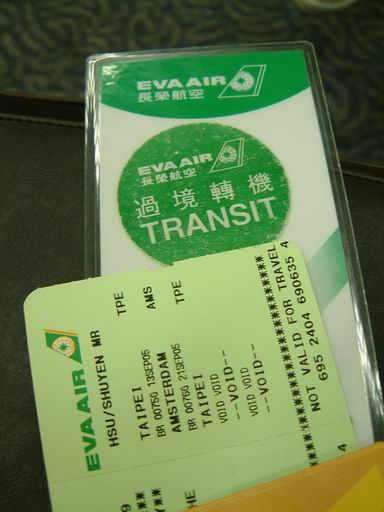 EVA AIR
長榮航空
EVA AIR
長榮航空
過境轉機
TRANSIT
EVA AIR
HSU/SHUYEN MR
TPE
AMS
TPE
TAIPEI
BR 0075G 13SEP05
AMSTERDAM
BR 0076G 21SEP05
TAIPEI
VOID VOID
--VOID--
VOID VOID
--VOID--
NOT VALID FOR TRAVEL
NOT 695 2404 690635 4